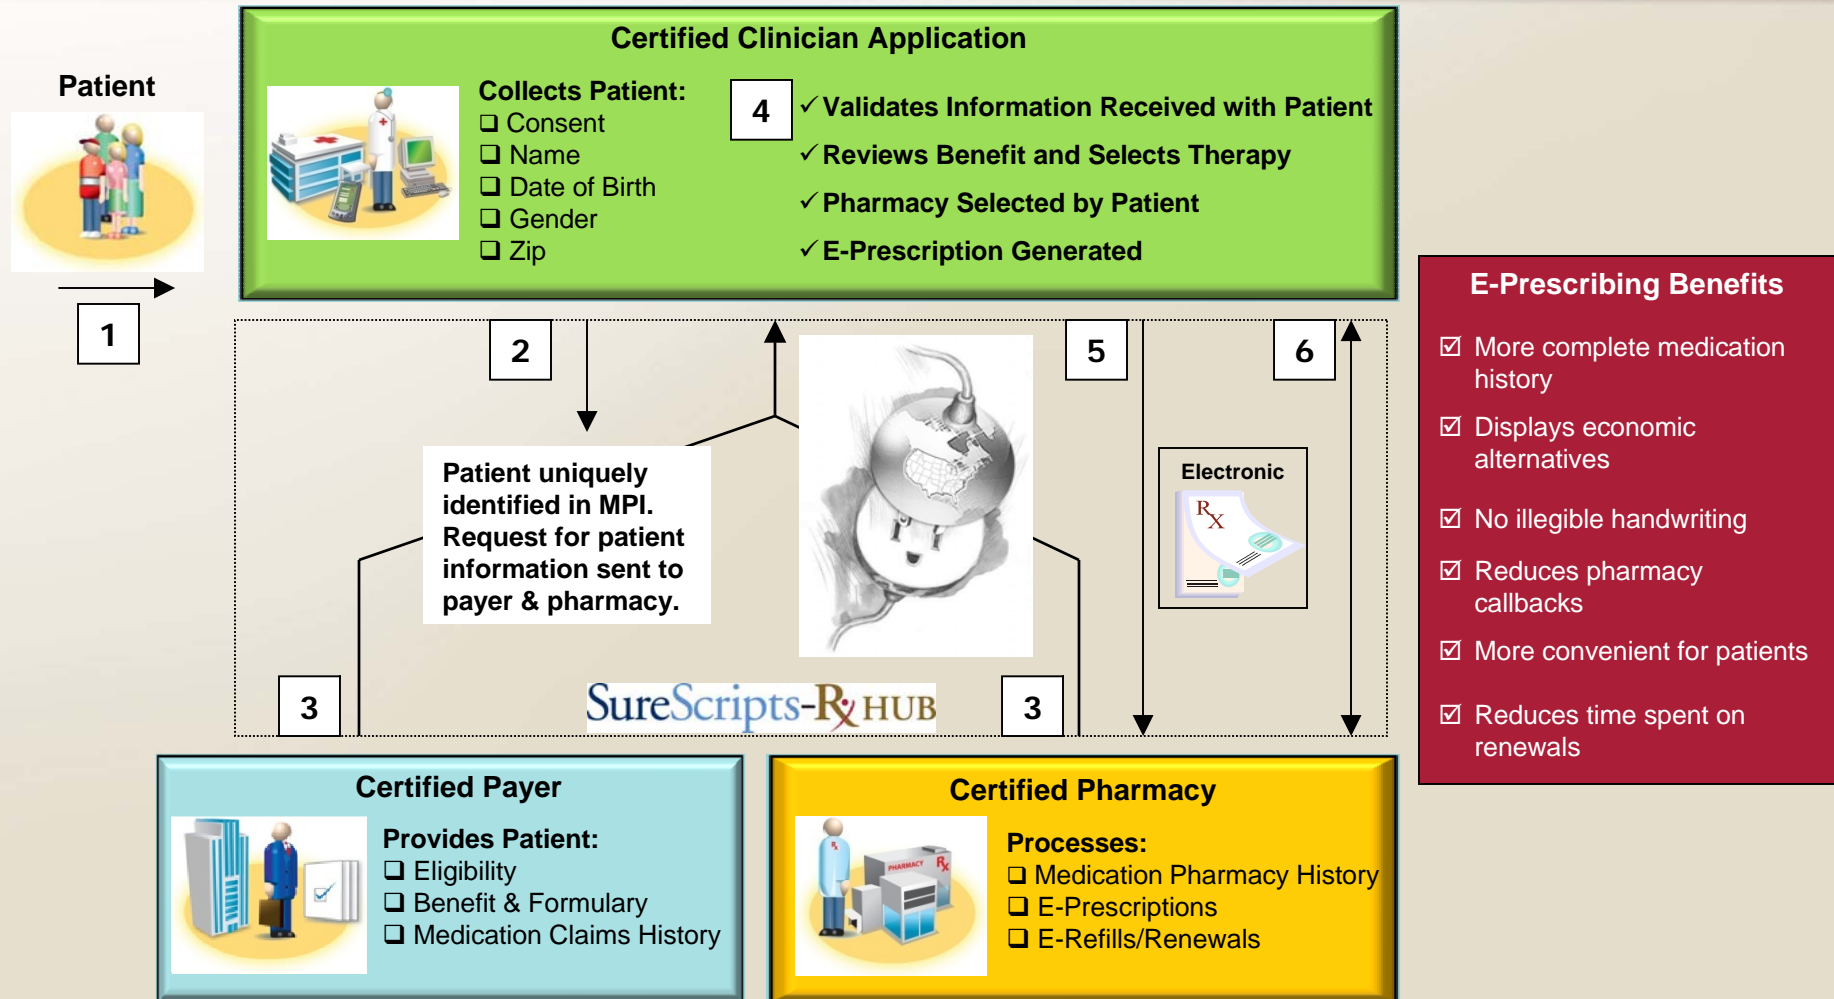 Patient
1
Certified Clinician Application
Collects Patient:
❑ Consent
❑ Name
❑ Date of Birth
❑ Gender
❑ Zip
4
✓ Validates Information Received with Patient
✓ Reviews Benefit and Selects Therapy
✓ Pharmacy Selected by Patient
✓ E-Prescription Generated
2
5
6
Patient uniquely
identified in MPI.
Request for patient
information sent to
payer & pharmacy.
Electronic
Rx
3
SureScripts-Rx HUB
3
Certified Payer
Provides Patient:
❑ Eligibility
❑ Benefit & Formulary
❑ Medication Claims History
Certified Pharmacy
PHARMACY
Rx
Rx
Processes:
❑ Medication Pharmacy History
❑ E-Prescriptions
❑ E-Refills/Renewals
E-Prescribing Benefits
☑ More complete medication
history
☑ Displays economic
alternatives
☑ No illegible handwriting
☑ Reduces pharmacy
callbacks
☑ More convenient for patients
☑ Reduces time spent on
renewals